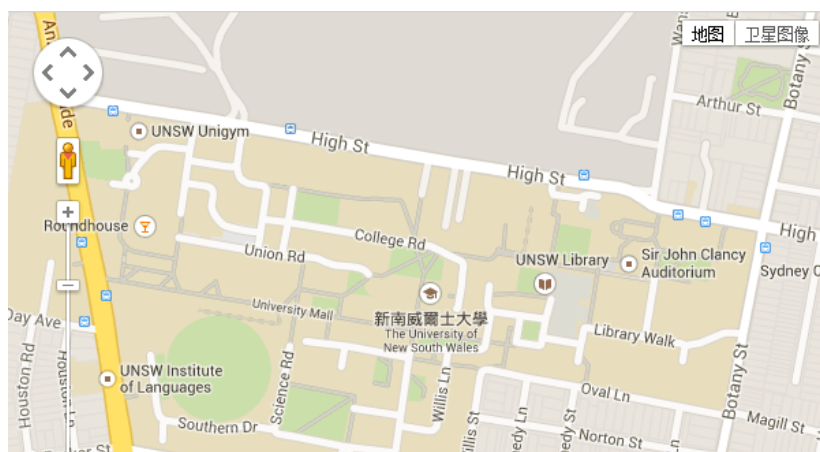 地图
卫星图像
Botany St
Arthur St
UNSW Unigym
High St
High St
High
Roundhouse
College Rd
Union Rd
UNSW Library
Sir John Clancy
Auditorium
Sydney C
University Mall
新南威爾士大學
The University of
New South Wales
Library Walk
Day Ave
Houston Rd
Houston Ln
UNSW Institute
of Languages
Science Rd
Willis Ln
Oval Ln
Botany St
Magill St
Southern Dr
Norton St